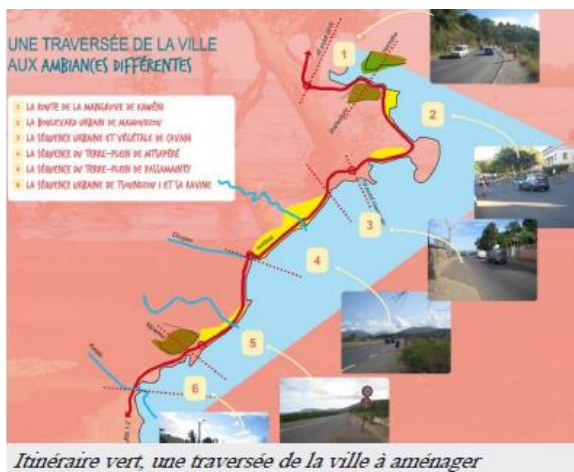 UNE TRAVERSÉE DE LA VILLE
AUX AMBIANCES DIFFÉRENTES
1 LA ROUTE DE LA MANGROVE DE KAWÉNI
2 LA BOULEVARD URBAIN DE MAMOUDZOU
3 LA SÉQUENCE URBAINE ET VÉGÉTALE DE CAVANI
4 LA SÉQUENCE DU TERRE-PLEIN DE MTSAPÉRÉ
5 LA SÉQUENCE DU TERRE-PLEIN DE PASSAMAINTY
6 LA SÉQUENCE URBAINE DE TSOUNDZOU 1 ET SA RAVINE
1
2
3
4
5
6
Itinéraire vert, une traversée de la ville à aménager